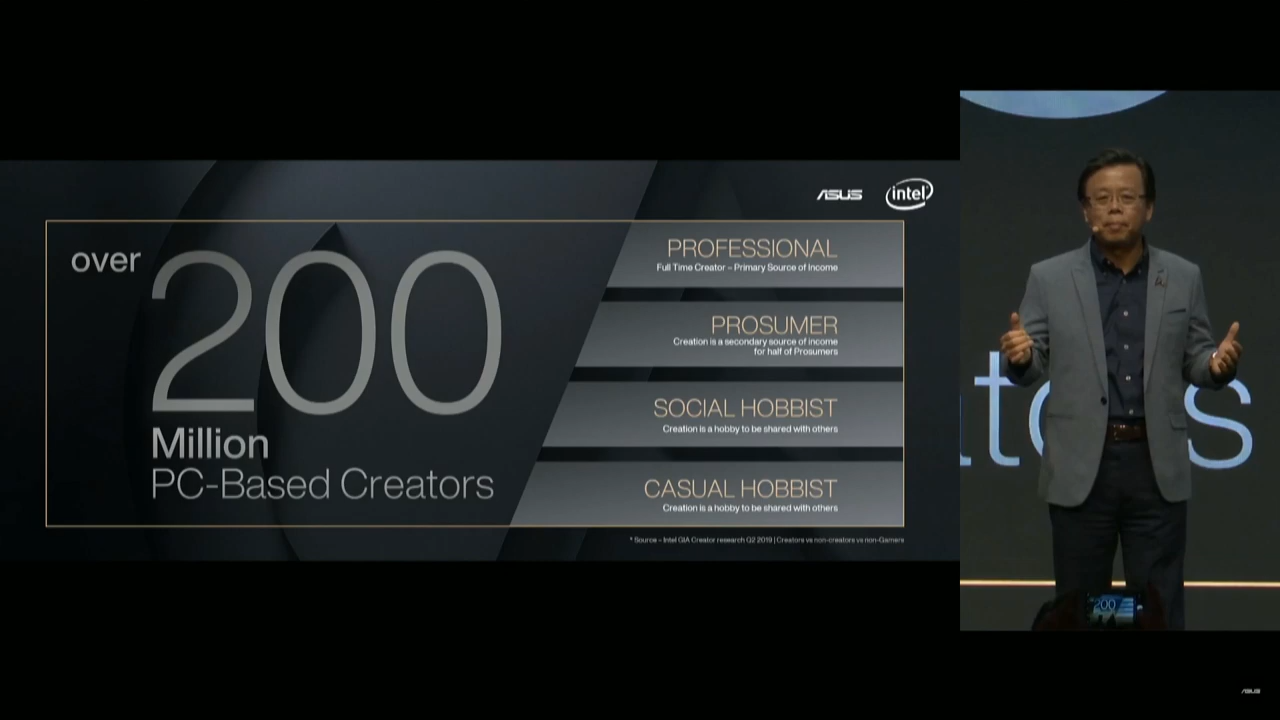 ASUS
intel
over
200
Million
PC-Based Creators
PROFESSIONAL
Full Time Creator – Primary Source of Income
PROSUMER
Creation is a secondary source of income
for half of Prosumers
SOCIAL HOBBIST
Creation is a hobby to be shared with others
CASUAL HOBBIST
Creation is a hobby to be shared with others
* Source – Intel GIA Creator research Q2 2019 | Creators vs non-creators vs non-Gamers
200
ASUS